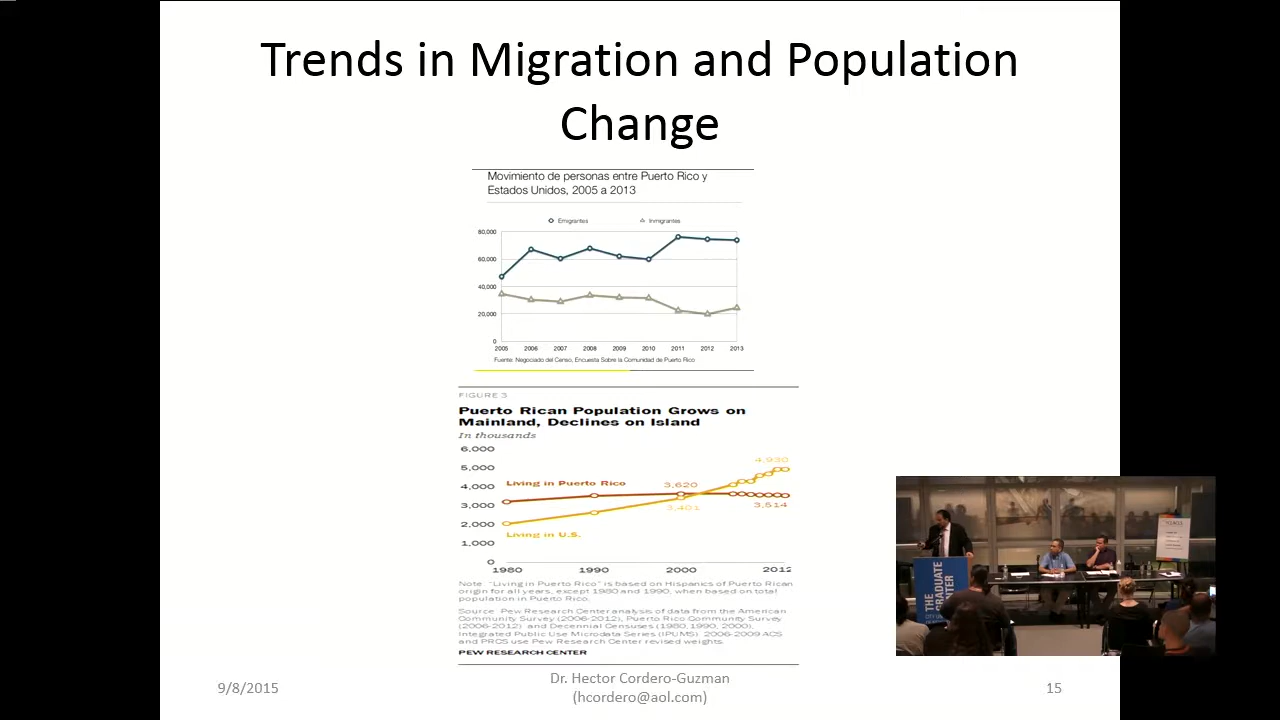 Trends in Migration and Population
Change
Movimiento de personas entre Puerto Rico y
Estados Unidos, 2005 a 2013
Emigrantes Inmigrantes
80,000
60,000
40,000
20,000
0
2005 2006 2007 2008 2009 2010 2011 2012 2013
Fuente: Negociado del Censo, Encuesta Sobre la Comunidad de Puerto Rico
FIGURE 3
Puerto Rican Population Grows on
Mainland, Declines on Island
In thousands
6,000
5,000
4,000
3,000
2,000
1,000
0
4,930
Living in Puerto Rico
3,620
3,401
3,514
Living in U.S.
1980 1990 2000 2012
Note: "Living in Puerto Rico" is based on Hispanics of Puerto Rican
origin for all years, except 1980 and 1990, when based on total
population in Puerto Rico.
Source: Pew Research Center analysis of data from the American
Community Survey (2006-2012), Puerto Rico Community Survey
(2006-2012) and Decennial Censuses (1980,1990, 2000),
Integrated Public Use Microdata Series (IPUMS) 2006-2009 ACS
and PRCS use Pew Research Center revised weights.
PEW RESEARCH CENTER
9/8/2015
Dr. Hector Cordero-Guzman
(hcordero@aol.com)
15
THE
GRADUATE
CENTER